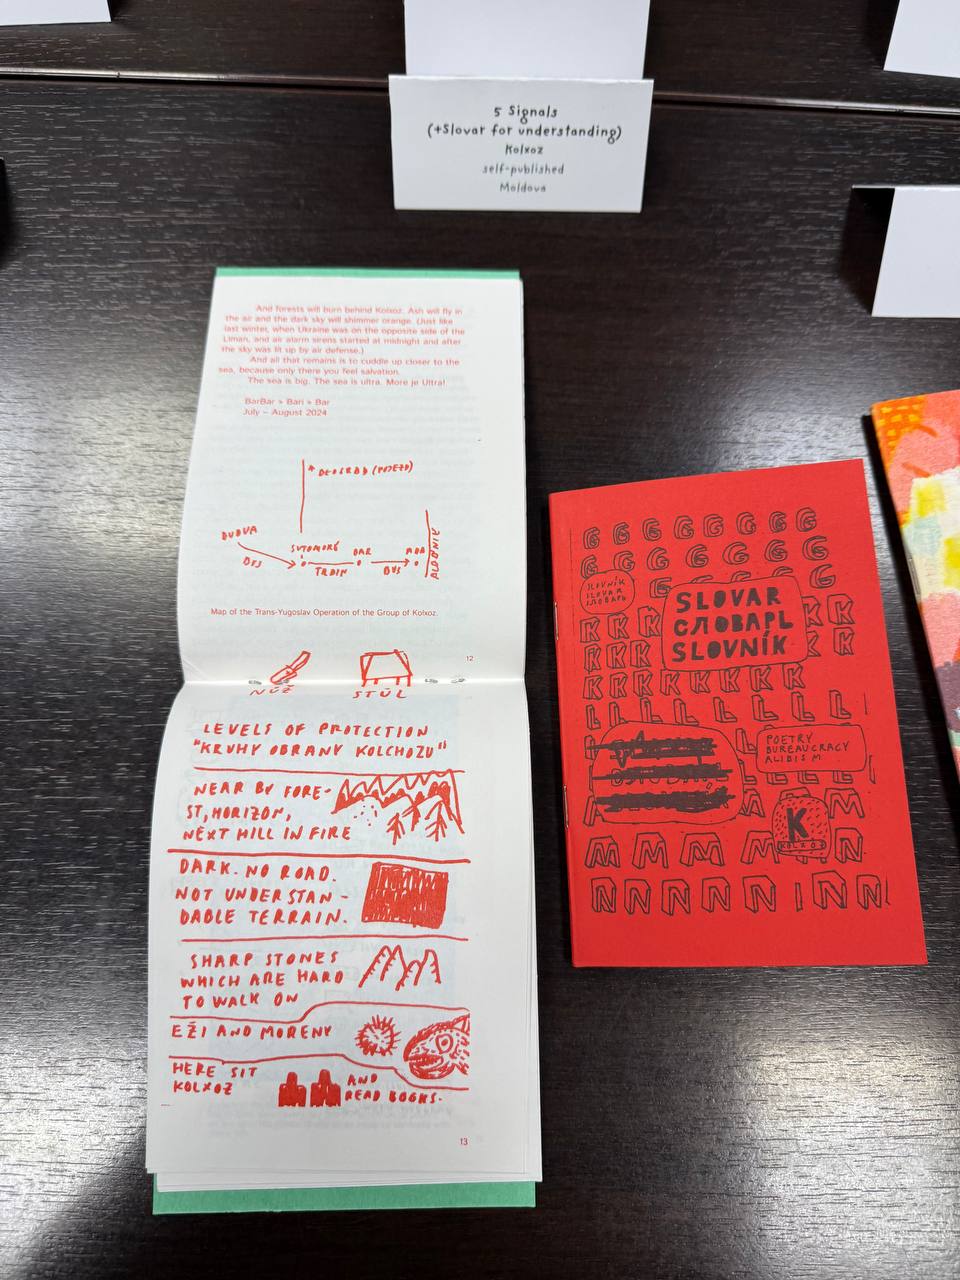 5 Signals
(+Slovar for understanding)
Kolxoz
self-published
Moldova
And forests will burn behind Kolxoz. Ash will fly in
the air and the dark sky will shimmer orange. (Just like
last winter, when Ukraine was on the opposite side of the
Liman, and air alarm sirens started at midnight and after
the sky was lit up by air defense.)
And all that remains is to cuddle up closer to the
sea, because only there you feel salvation.
The sea is big. The sea is ultra. More je Ultra!
BarBar > Bari > Bar
July – August 2024
BUDVA
BUS
SUTOMORE
TRAIN
BAR
BUS
ADA
Map of the Trans-Yugoslav Operation of the Group of Kolxoz.
12
NŮŽ
STŮL
LEVELS OF PROTECTION
"KRUHY OBRANY KOLCHOZU"
NEAR BY FORE-
ST, HORIZON,
NEXT HILL IN FIRE
DARK. NO ROAD.
NOT UNDERSTAN-
DABLE TERRAIN.
SHARP STONES
WHICH ARE HARD
TO WALK ON
EŽI AND MORENY
HERE SIT
KOLXOZ
AND
READ BOOKS.
13
G G G G G G G G
G G G G G G
G G G G
SLOVNÍK
SLOVAR
СЛОВАРЬ
SLOVAR
СЛОВАРЬ
SLOVNÍK
K K K K K
K K K K K
K K K K K K K K
L L L L L L L L
POETRY
BUREAUCRACY
ALIBISM
K
KOLXOZ
M M M M N
N N N N N N N